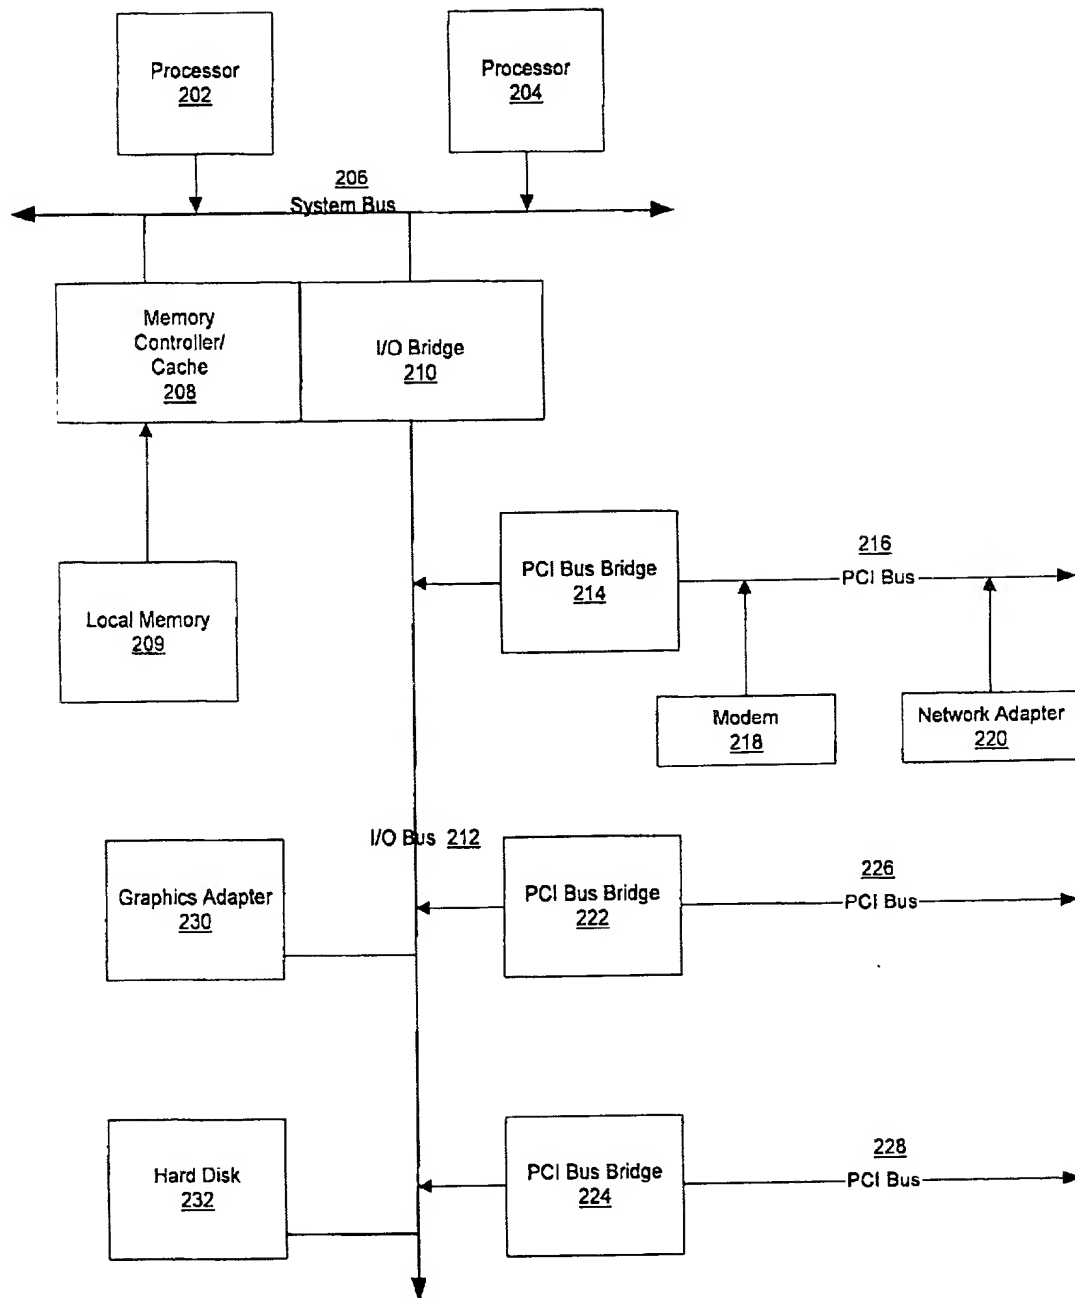 Processor
202
Processor
204
206
System Bus
Memory
Controller/
Cache
208
I/O Bridge
210
PCI Bus Bridge
214
216
PCI Bus
Local Memory
209
Modem
218
Network Adapter
220
I/O Bus 212
Graphics Adapter
230
PCI Bus Bridge
222
226
PCI Bus
Hard Disk
232
PCI Bus Bridge
224
228
PCI Bus